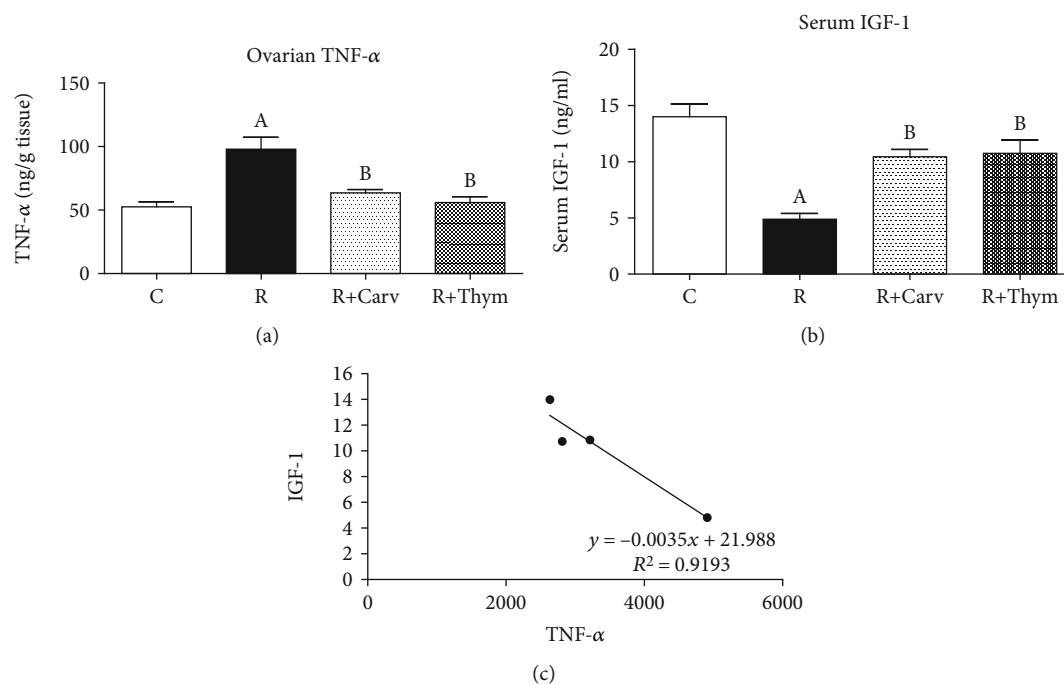 Ovarian TNF-α
TNF-α (ng/g tissue)
150
100
50
0
A
B
B
C
R
R+Carv
R+Thym
(a)
Serum IGF-1
Serum IGF-1 (ng/ml)
20
15
10
5
0
A
B
B
C
R
R+Carv
R+Thym
(b)
IGF-1
16
14
12
10
8
6
4
2
0
y = –0.0035x + 21.988
R² = 0.9193
0
2000
4000
6000
TNF-α
(c)